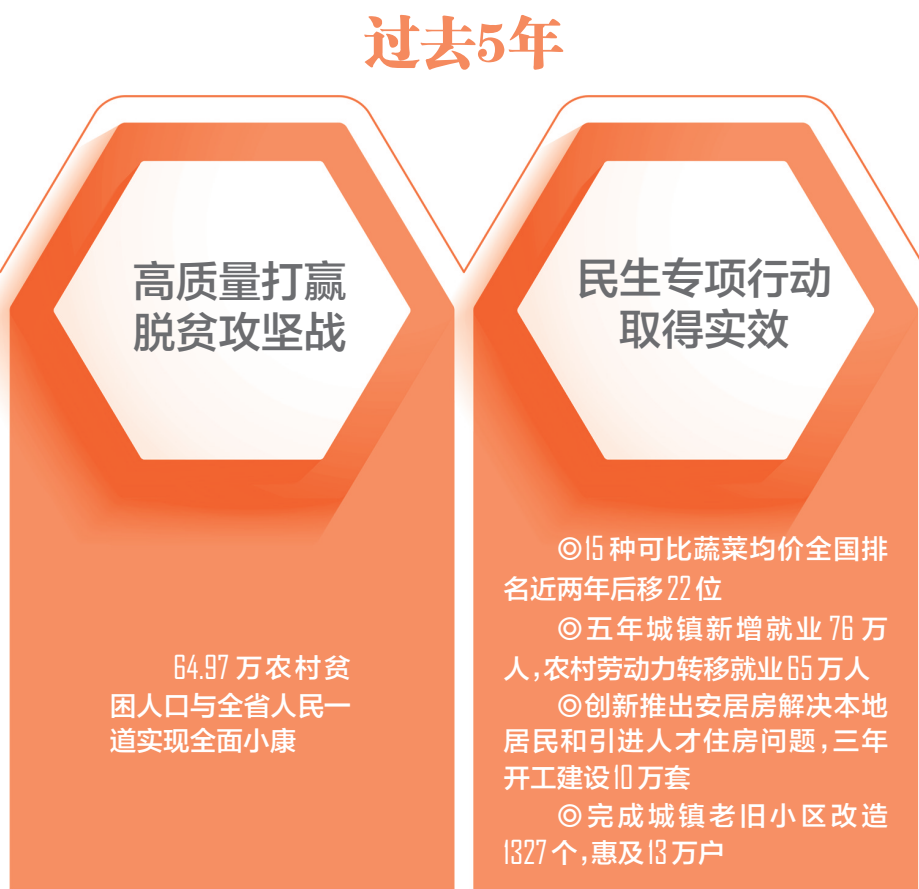 过去5年
高质量打赢
脱贫攻坚战
64.97万农村贫
困人口与全省人民一
道实现全面小康
民生专项行动
取得实效
◎15种可比蔬菜均价全国排
名近两年后移22位
◎五年城镇新增就业76万
人,农村劳动力转移就业65万人
◎创新推出安居房解决本地
居民和引进人才住房问题,三年
开工建设10万套
◎完成城镇老旧小区改造
1327个,惠及13万户